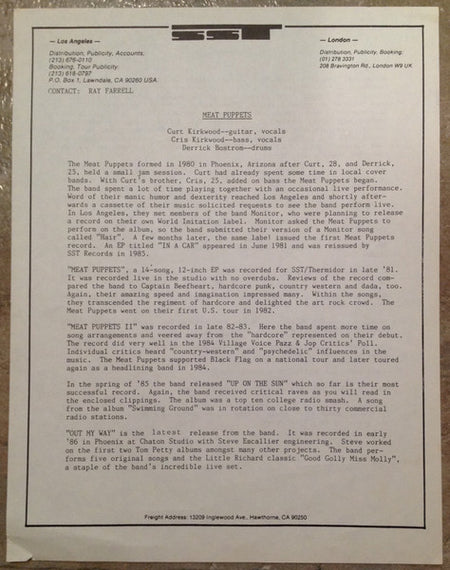 SST
— Los Angeles —
Distribution, Publicity, Accounts:
(213) 676-0110
Booking, Tour Publicity:
(213) 618-0797
P.O. Box 1, Lawndale, CA 90260 USA
— London —
Distribution, Publicity, Booking:
(01) 278 3331
208 Bravington Rd., London W9 UK
CONTACT: RAY FARRELL
MEAT PUPPETS
Curt Kirkwood--guitar, vocals
Cris Kirkwood--bass, vocals
Derrick Bostrom--drums
The Meat Puppets formed in 1980 in Phoenix, Arizona after Curt, 28, and Derrick,
25, held a small jam session. Curt had already spent some time in local cover
bands. With Curt's brother, Cris, 25, added on bass the Meat Puppets began.
The band spent a lot of time playing together with an occasional live performance.
Word of their manic humor and dexterity reached Los Angeles and shortly after-
wards a cassette of their music solicited requests to see the band perform live.
In Los Angeles, they met members of the band Monitor, who were planning to release
a record on their own World Imitation label. Monitor asked the Meat Puppets to
perform on the album, so the band submitted their version of a Monitor song
called "Hair". A few months later, the same label issued the first Meat Puppets
record. An EP titled "IN A CAR" appeared in June 1981 and was reissued by
SST Records in 1985.
"MEAT PUPPETS", a 14-song, 12-inch EP was recorded for SST/Thermidor in late '81.
It was recorded live in the studio with no overdubs. Reviews of the record com-
pared the band to Captain Beefheart, hardcore punk, country western and dada, too.
Again, their amazing speed and imagination impressed many. Within the songs,
they transcended the regiment of hardcore and delighted the art rock crowd. The
Meat Puppets went on their first U.S. tour in 1982.
"MEAT PUPPETS II" was recorded in late 82-83. Here the band spent more time on
song arrangements and veered away from the "hardcore" represented on their debut.
The record did very well in the 1984 Village Voice Pazz & Jop Critics' Poll.
Individual critics heard "country-western" and "psychedelic" influences in the
music. The Meat Puppets supported Black Flag on a national tour and later toured
again as a headlining band in 1984.
In the spring of '85 the band released "UP ON THE SUN" which so far is their most
successful record. Again, the band received critical raves as you will read in
the enclosed clippings. The album was a top ten college radio smash. A song
from the album "Swimming Ground" was in rotation on close to thirty commercial
radio stations.
"OUT MY WAY" is the latest release from the band. It was recorded in early
'86 in Phoenix at Chaton Studio with Steve Escallier engineering. Steve worked
on the first two Tom Petty albums amongst many other projects. The band per-
forms five original songs and the Little Richard classic "Good Golly Miss Molly",
a staple of the band's incredible live set.
Freight Address: 13209 Inglewood Ave., Hawthorne, CA 90250